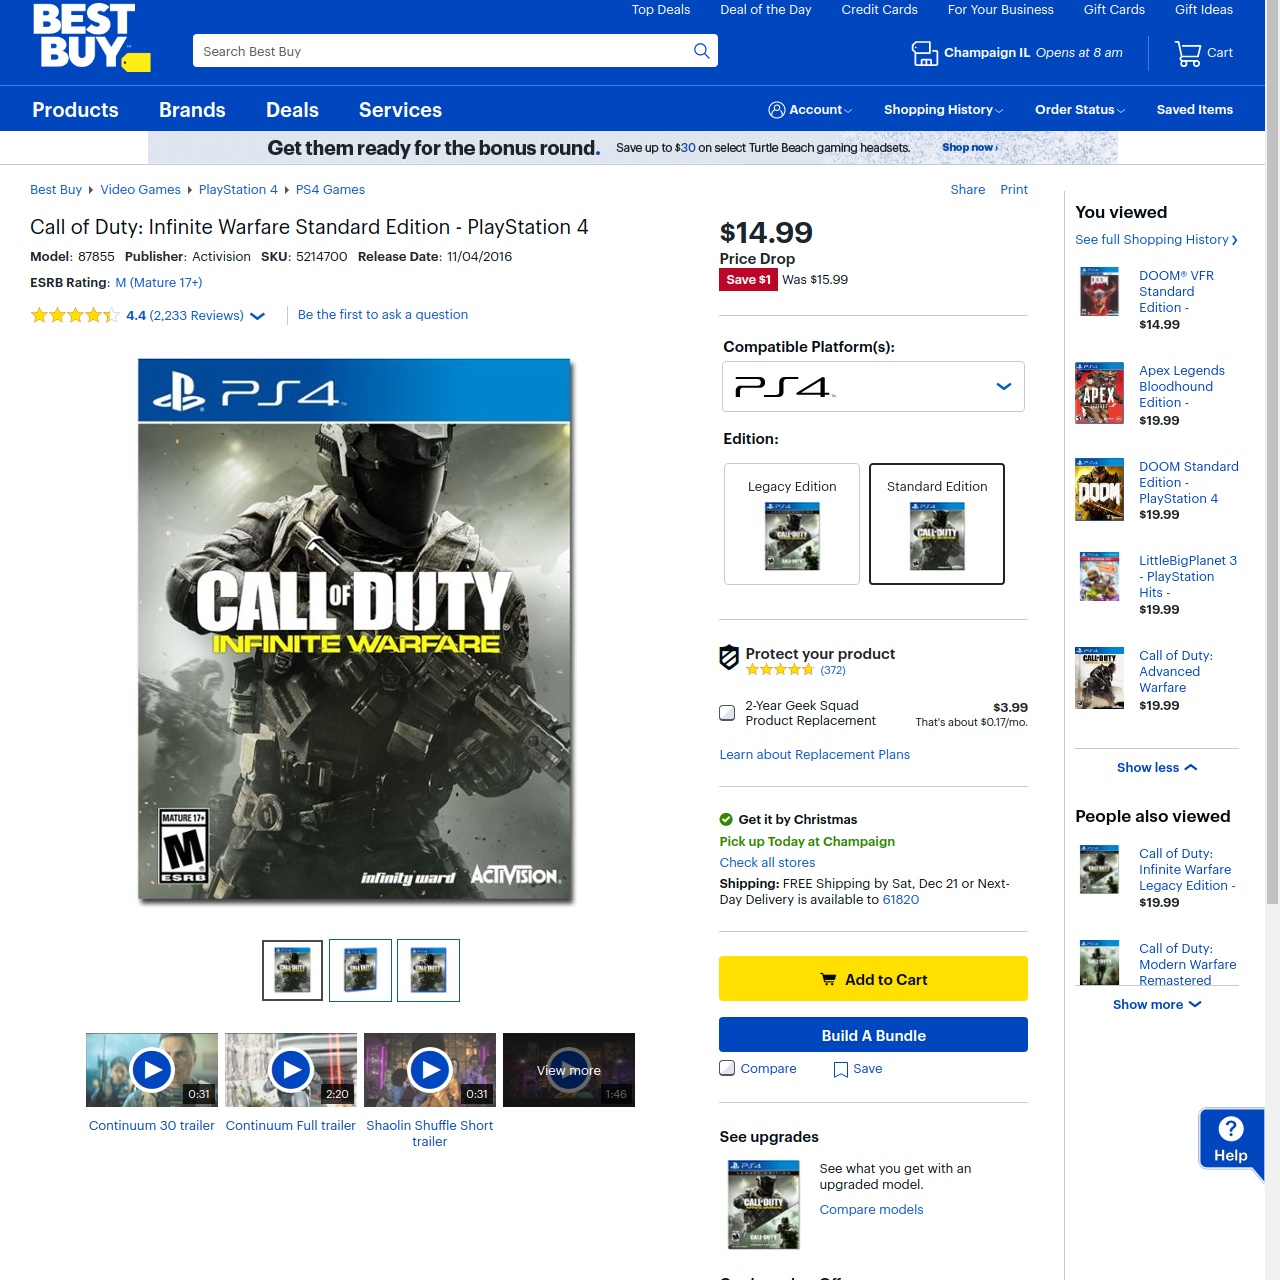 BEST
BUY
Top Deals
Deal of the Day
Credit Cards
For Your Business
Gift Cards
Gift Ideas
Search Best Buy
Champaign IL Opens at 8 am
Cart
Products
Brands
Deals
Services
Account
Shopping History
Order Status
Saved Items
Get them ready for the bonus round. Save up to $30 on select Turtle Beach gaming headsets. Shop now ›
Best Buy
Video Games
PlayStation 4
PS4 Games
Share
Print
Call of Duty: Infinite Warfare Standard Edition - PlayStation 4
Model: 87855 Publisher: Activision SKU: 5214700 Release Date: 11/04/2016
ESRB Rating: M (Mature 17+)
4.4 (2,233 Reviews)
Be the first to ask a question
PS4
CALL OF DUTY
INFINITE WARFARE
MATURE 17+
M
ESRB
infinity ward
ACTIVISION
0:31
2:20
0:31
View more
1:46
Continuum 30 trailer
Continuum Full trailer
Shaolin Shuffle Short
trailer
$14.99
Price Drop
Save $1 Was $15.99
Compatible Platform(s):
PS4
Edition:
Legacy Edition
Standard Edition
Protect your product
(372)
2-Year Geek Squad
Product Replacement
$3.99
That's about $0.17/mo.
Learn about Replacement Plans
Get it by Christmas
Pick up Today at Champaign
Check all stores
Shipping: FREE Shipping by Sat, Dec 21 or Next-
Day Delivery is available to 61820
Add to Cart
Build A Bundle
Compare
Save
See upgrades
See what you get with an
upgraded model.
Compare models
You viewed
See full Shopping History
DOOM® VFR
Standard
Edition -
$14.99
Apex Legends
Bloodhound
Edition -
$19.99
DOOM Standard
Edition -
PlayStation 4
$19.99
LittleBigPlanet 3
- PlayStation
Hits -
$19.99
Call of Duty:
Advanced
Warfare
$19.99
Show less
People also viewed
Call of Duty:
Infinite Warfare
Legacy Edition -
$19.99
Call of Duty:
Modern Warfare
Remastered
Show more
?
Help